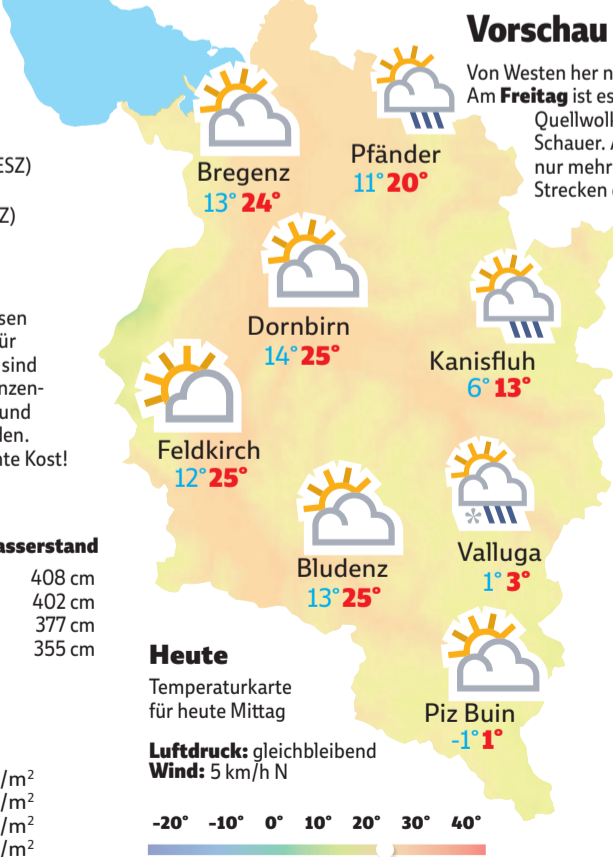 Vorschau
Von Westen her
Am Freitag ist es
Quellwolk
Schauer.
nur mehr
Strecken
ESZ)
Z)
Bregenz
13° 24°
Pfänder
11° 20°
sen
ür
sind
nzen-
und
len.
nte Kost!
Dornbirn
14° 25°
Kanisfluh
6° 13°
Feldkirch
12° 25°
asserstand
408 cm
402 cm
377 cm
355 cm
Bludenz
13° 25°
Valluga
1° 3°
Piz Buin
-1° 1°
Heute
Temperaturkarte
für heute Mittag
Luftdruck: gleichbleibend
Wind: 5 km/h N
/m²
/m²
/m²
/m²
-20° -10° 0° 10° 20° 30° 40°